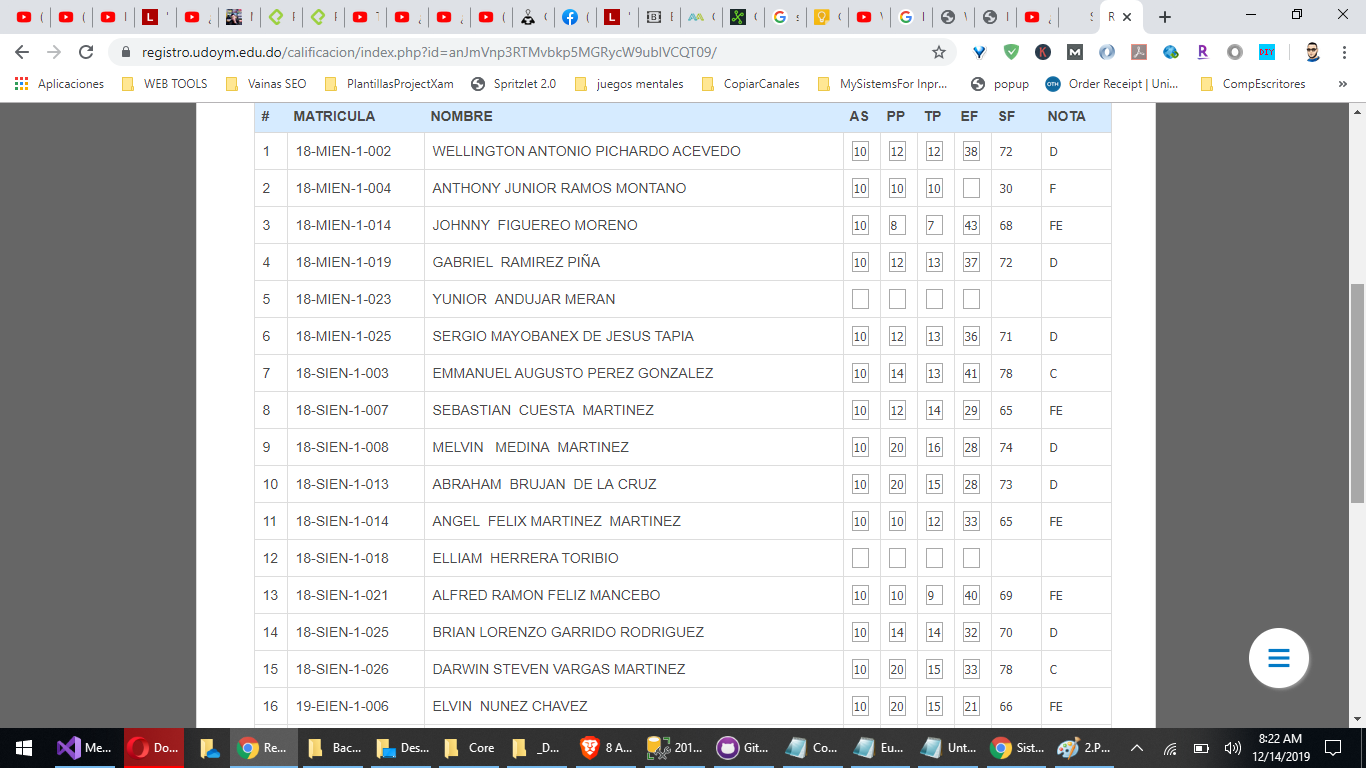 registro.udoym.edu.do/calificacion/index.php?id=anJmVnp3RTMvbkp5MGRycW9ublVCQT09/
Aplicaciones WEB TOOLS Vainas SEO PlantillasProjectXam Spritzlet 2.0 juegos mentales CopiarCanales MySistemsFor Inpr... popup Order Receipt | Uni... CompEscritores »
# MATRICULA NOMBRE AS PP TP EF SF NOTA
1 18-MIEN-1-002 WELLINGTON ANTONIO PICHARDO ACEVEDO 10 12 12 38 72 D
2 18-MIEN-1-004 ANTHONY JUNIOR RAMOS MONTANO 10 10 10 30 F
3 18-MIEN-1-014 JOHNNY FIGUEREO MORENO 10 8 7 43 68 FE
4 18-MIEN-1-019 GABRIEL RAMIREZ PIÑA 10 12 13 37 72 D
5 18-MIEN-1-023 YUNIOR ANDUJAR MERAN
6 18-MIEN-1-025 SERGIO MAYOBANEX DE JESUS TAPIA 10 12 13 36 71 D
7 18-SIEN-1-003 EMMANUEL AUGUSTO PEREZ GONZALEZ 10 14 13 41 78 C
8 18-SIEN-1-007 SEBASTIAN CUESTA MARTINEZ 10 12 14 29 65 FE
9 18-SIEN-1-008 MELVIN MEDINA MARTINEZ 10 20 16 28 74 D
10 18-SIEN-1-013 ABRAHAM BRUJAN DE LA CRUZ 10 20 15 28 73 D
11 18-SIEN-1-014 ANGEL FELIX MARTINEZ MARTINEZ 10 10 12 33 65 FE
12 18-SIEN-1-018 ELLIAM HERRERA TORIBIO
13 18-SIEN-1-021 ALFRED RAMON FELIZ MANCEBO 10 10 9 40 69 FE
14 18-SIEN-1-025 BRIAN LORENZO GARRIDO RODRIGUEZ 10 14 14 32 70 D
15 18-SIEN-1-026 DARWIN STEVEN VARGAS MARTINEZ 10 20 15 33 78 C
16 19-EIEN-1-006 ELVIN NUNEZ CHAVEZ 10 20 15 21 66 FE
Me... Do... Re... Bac... Des... Core _D... 8 A... 201... Git... Co... Eu... Unt... Sist... 2.P...
8:22 AM
12/14/2019